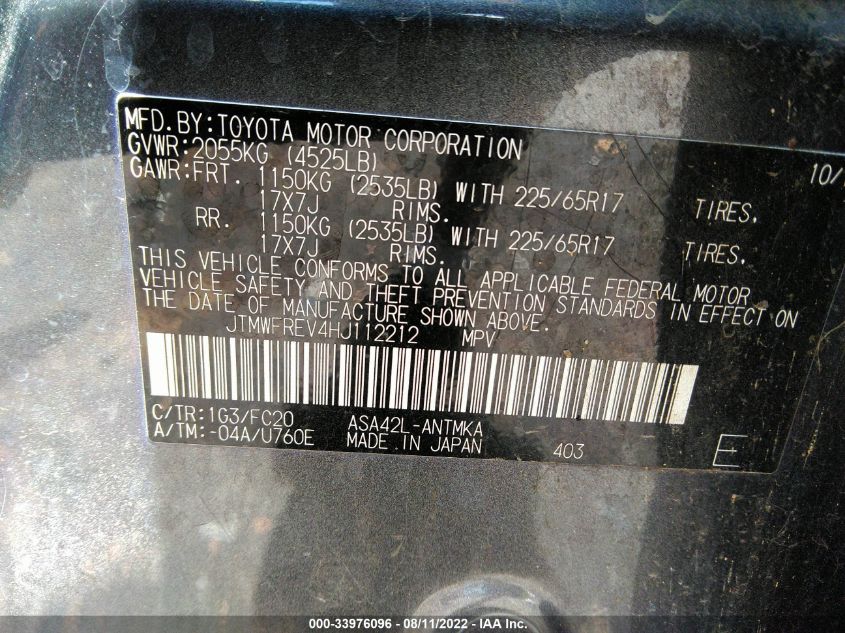 MFD.BY:TOYOTA MOTOR CORPORATION 10/
GVWR:2055KG (4525LB)
GAWR:FRT. 1150KG (2535LB) WITH 225/65R17 TIRES,
17X7J RIMS.
RR. 1150KG (2535LB) WITH 225/65R17 TIRES,
17X7J RIMS.
THIS VEHICLE CONFORMS TO ALL APPLICABLE FEDERAL MOTOR
VEHICLE SAFETY AND THEFT PREVENTION STANDARDS IN EFFECT ON
THE DATE OF MANUFACTURE SHOWN ABOVE.
JTMWFREV4HJ112212 MPV
C/TR:1G3/FC20 ASA42L-ANTMKA
A/TM:-04A/U760E MADE IN JAPAN 403 E
000-33976096 - 08/11/2022 - IAA Inc.